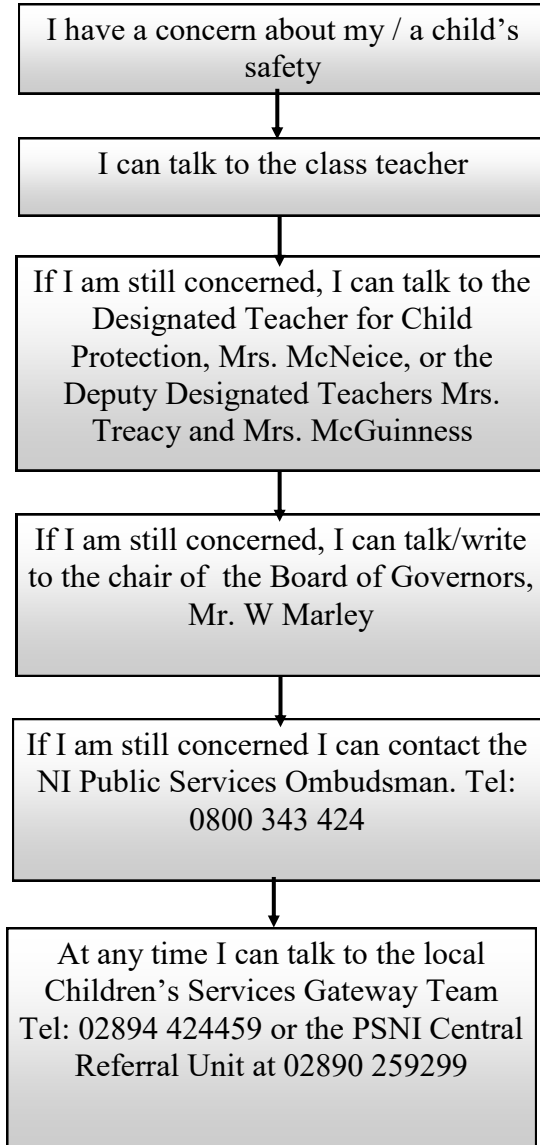 I have a concern about my / a child's
safety
I can talk to the class teacher
If I am still concerned, I can talk to the
Designated Teacher for Child
Protection, Mrs. McNeice, or the
Deputy Designated Teachers Mrs.
Treacy and Mrs. McGuinness
If I am still concerned, I can talk/write
to the chair of  the Board of Governors,
Mr. W Marley
If I am still concerned I can contact the
NI Public Services Ombudsman. Tel:
0800 343 424
At any time I can talk to the local
Children's Services Gateway Team
Tel: 02894 424459 or the PSNI Central
Referral Unit at 02890 259299